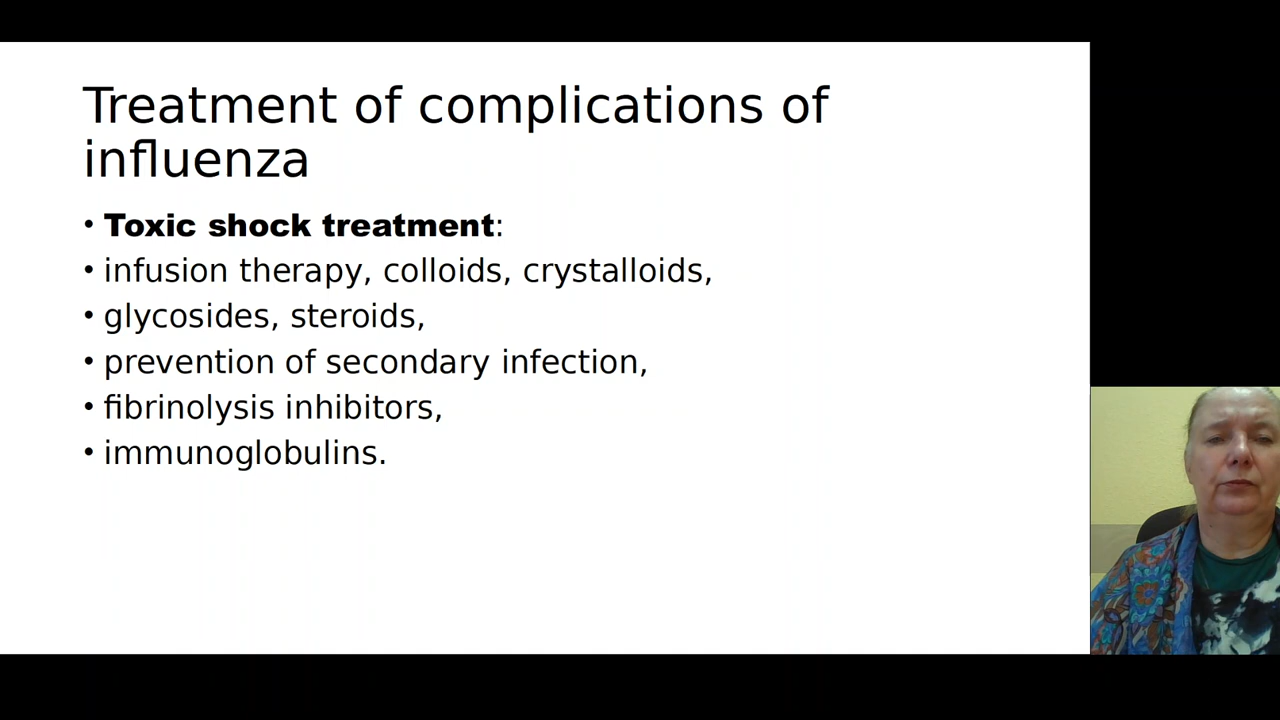 Treatment of complications of
influenza
• Toxic shock treatment:
• infusion therapy, colloids, crystalloids,
• glycosides, steroids,
• prevention of secondary infection,
• fibrinolysis inhibitors,
• immunoglobulins.